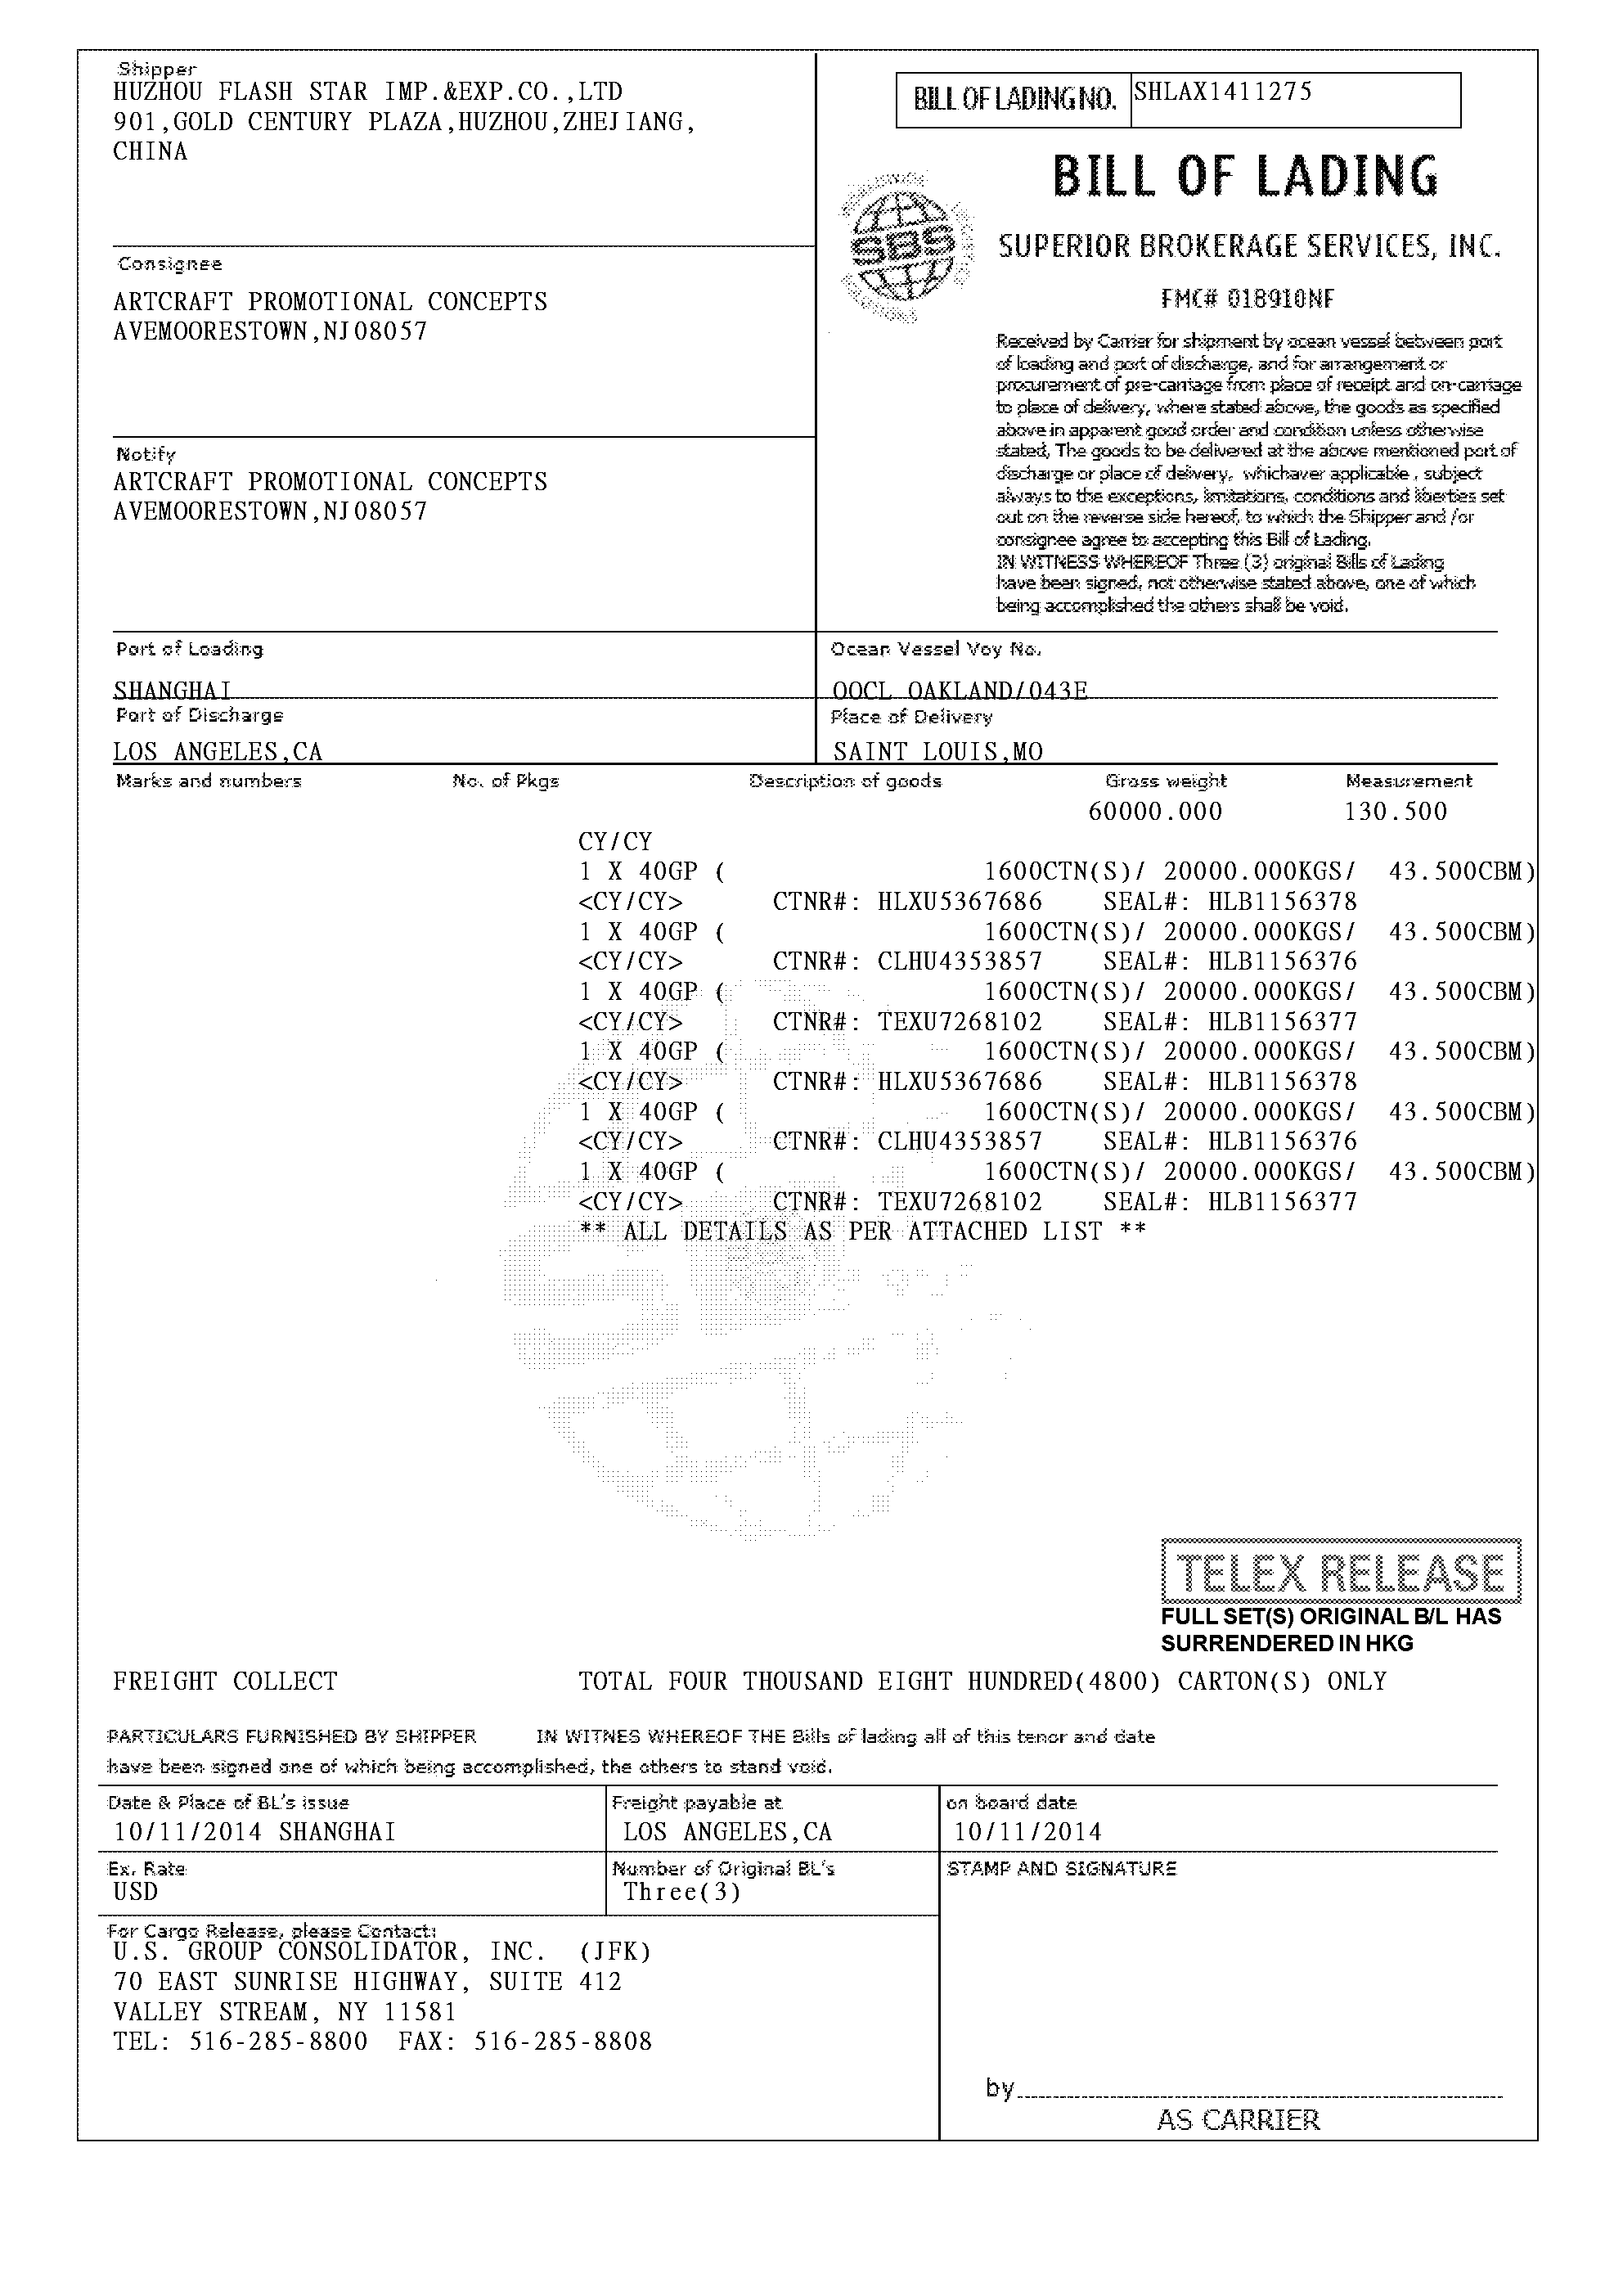 Shipper
HUZHOU FLASH STAR IMP.&EXP.CO.,LTD
901,GOLD CENTURY PLAZA,HUZHOU,ZHEJIANG,
CHINA
BILL OF LADING NO. SHLAX1411275
BILL OF LADING
SBS
SUPERIOR BROKERAGE SERVICES, INC.
FMC# 018910NF
Consignee
ARTCRAFT PROMOTIONAL CONCEPTS
AVEMOORESTOWN,NJ08057
Notify
ARTCRAFT PROMOTIONAL CONCEPTS
AVEMOORESTOWN,NJ08057
Received by Carrier for shipment by ocean vessel between port
of loading and port of discharge, and for arrangement or
procurement of pre-carriage from place of receipt and on-carriage
to place of delivery, where stated above, the goods as specified
above in apparent good order and condition unless otherwise
stated, The goods to be delivered at the above mentioned port of
discharge or place of delivery, whichaver applicable , subject
always to the exceptions, limitations, conditions and liberties set
out on the reverse side hereof, to which the Shipper and /or
consignee agree to accepting this Bill of Lading.
IN WITNESS WHEREOF Three (3) original Bills of Lading
have been signed, not otherwise stated above, one of which
being accomplished the others shall be void.
Port of Loading
SHANGHAI
Ocean Vessel Voy No.
OOCL OAKLAND/043E
Port of Discharge
LOS ANGELES,CA
Place of Delivery
SAINT LOUIS,MO
Marks and numbers No. of Pkgs Description of goods Gross weight Measurement
60000.000 130.500
CY/CY
1 X 40GP ( 1600CTN(S)/ 20000.000KGS/ 43.500CBM)
<CY/CY> CTNR#: HLXU5367686 SEAL#: HLB1156378
1 X 40GP ( 1600CTN(S)/ 20000.000KGS/ 43.500CBM)
<CY/CY> CTNR#: CLHU4353857 SEAL#: HLB1156376
1 X 40GP ( 1600CTN(S)/ 20000.000KGS/ 43.500CBM)
<CY/CY> CTNR#: TEXU7268102 SEAL#: HLB1156377
1 X 40GP ( 1600CTN(S)/ 20000.000KGS/ 43.500CBM)
<CY/CY> CTNR#: HLXU5367686 SEAL#: HLB1156378
1 X 40GP ( 1600CTN(S)/ 20000.000KGS/ 43.500CBM)
<CY/CY> CTNR#: CLHU4353857 SEAL#: HLB1156376
1 X 40GP ( 1600CTN(S)/ 20000.000KGS/ 43.500CBM)
<CY/CY> CTNR#: TEXU7268102 SEAL#: HLB1156377
** ALL DETAILS AS PER ATTACHED LIST **
TELEX RELEASE
FULL SET(S) ORIGINAL B/L HAS
SURRENDERED IN HKG
FREIGHT COLLECT TOTAL FOUR THOUSAND EIGHT HUNDRED(4800) CARTON(S) ONLY
PARTICULARS FURNISHED BY SHIPPER IN WITNES WHEREOF THE Bills of lading all of this tenor and date
have been signed one of which being accomplished, the others to stand void.
Date & Place of BL's issue
10/11/2014 SHANGHAI
Freight payable at
LOS ANGELES,CA
on board date
10/11/2014
Ex. Rate
USD
Number of Original BL's
Three(3)
STAMP AND SIGNATURE
For Cargo Release, please Contact:
U.S. GROUP CONSOLIDATOR, INC. (JFK)
70 EAST SUNRISE HIGHWAY, SUITE 412
VALLEY STREAM, NY 11581
TEL: 516-285-8800 FAX: 516-285-8808
by
AS CARRIER